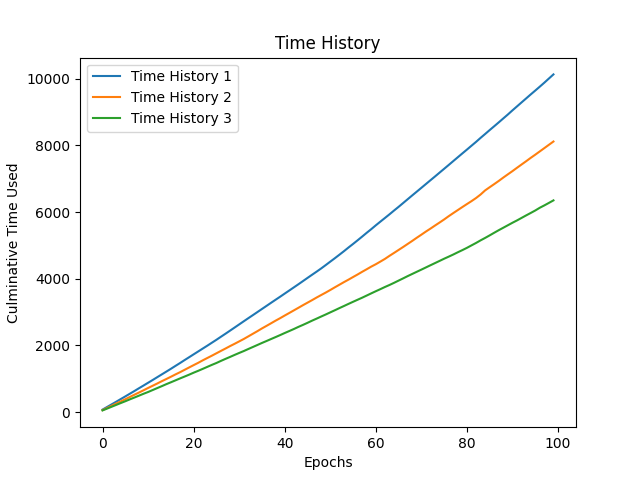 Time History
Time History 1
Time History 2
Time History 3
10000
8000
6000
4000
2000
0
Culminative Time Used
0 20 40 60 80 100
Epochs